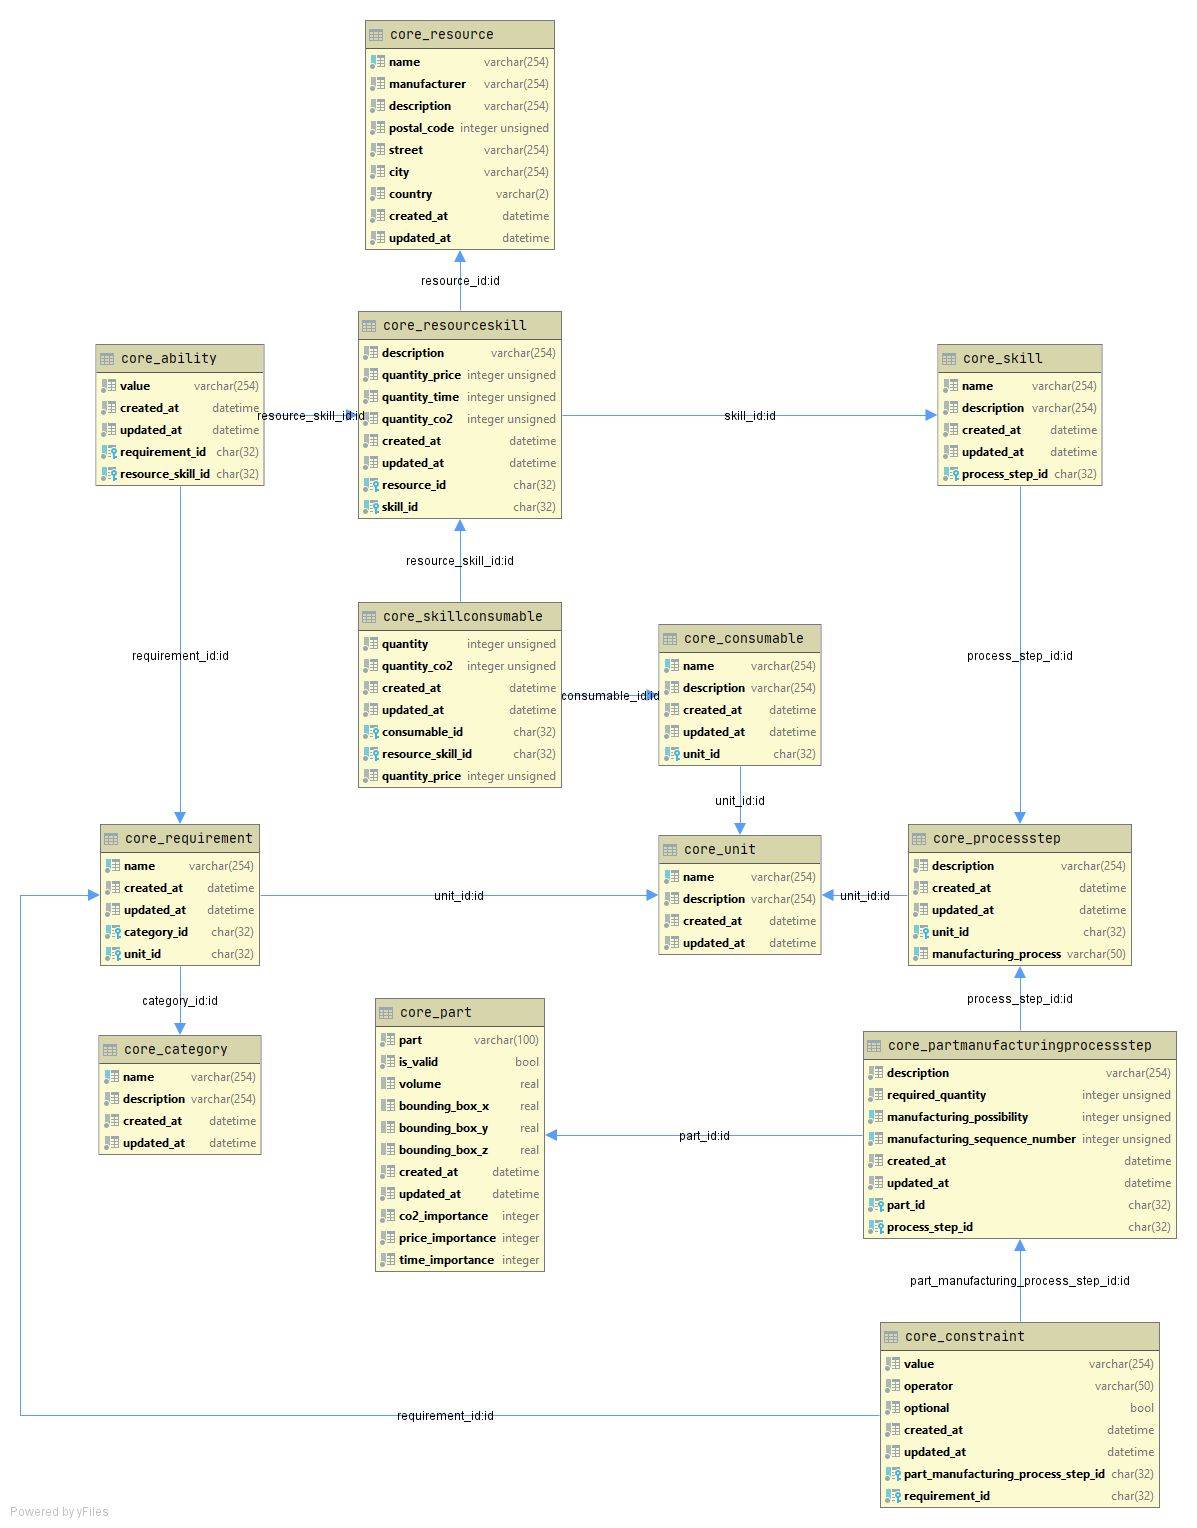 core_resource
name varchar(254)
manufacturer varchar(254)
description varchar(254)
postal_code integer unsigned
street varchar(254)
city varchar(254)
country varchar(2)
created_at datetime
updated_at datetime
resource_id:id
core_resourceskill
description varchar(254)
quantity_price integer unsigned
quantity_time integer unsigned
quantity_co2 integer unsigned
created_at datetime
updated_at datetime
resource_id char(32)
skill_id char(32)
core_ability
value varchar(254)
created_at datetime
updated_at datetime
requirement_id char(32)
resource_skill_id char(32)
resource_skill_id:id
skill_id:id
core_skill
name varchar(254)
description varchar(254)
created_at datetime
updated_at datetime
process_step_id char(32)
resource_skill_id:id
core_skillconsumable
quantity integer unsigned
quantity_co2 integer unsigned
created_at datetime
updated_at datetime
consumable_id char(32)
resource_skill_id char(32)
quantity_price integer unsigned
consumable_id:id
core_consumable
name varchar(254)
description varchar(254)
created_at datetime
updated_at datetime
unit_id char(32)
requirement_id:id
process_step_id:id
unit_id:id
core_requirement
name varchar(254)
created_at datetime
updated_at datetime
category_id char(32)
unit_id char(32)
unit_id:id
core_unit
name varchar(254)
description varchar(254)
created_at datetime
updated_at datetime
unit_id:id
core_processstep
description varchar(254)
created_at datetime
updated_at datetime
unit_id char(32)
manufacturing_process varchar(50)
category_id:id
process_step_id:id
core_category
name varchar(254)
description varchar(254)
created_at datetime
updated_at datetime
core_part
part varchar(100)
is_valid bool
volume real
bounding_box_x real
bounding_box_y real
bounding_box_z real
created_at datetime
updated_at datetime
co2_importance integer
price_importance integer
time_importance integer
part_id:id
core_partmanufacturingprocessstep
description varchar(254)
required_quantity integer unsigned
manufacturing_possibility integer unsigned
manufacturing_sequence_number integer unsigned
created_at datetime
updated_at datetime
part_id char(32)
process_step_id char(32)
part_manufacturing_process_step_id:id
core_constraint
value varchar(254)
operator varchar(50)
optional bool
created_at datetime
updated_at datetime
part_manufacturing_process_step_id char(32)
requirement_id char(32)
requirement_id:id
Powered by yFiles